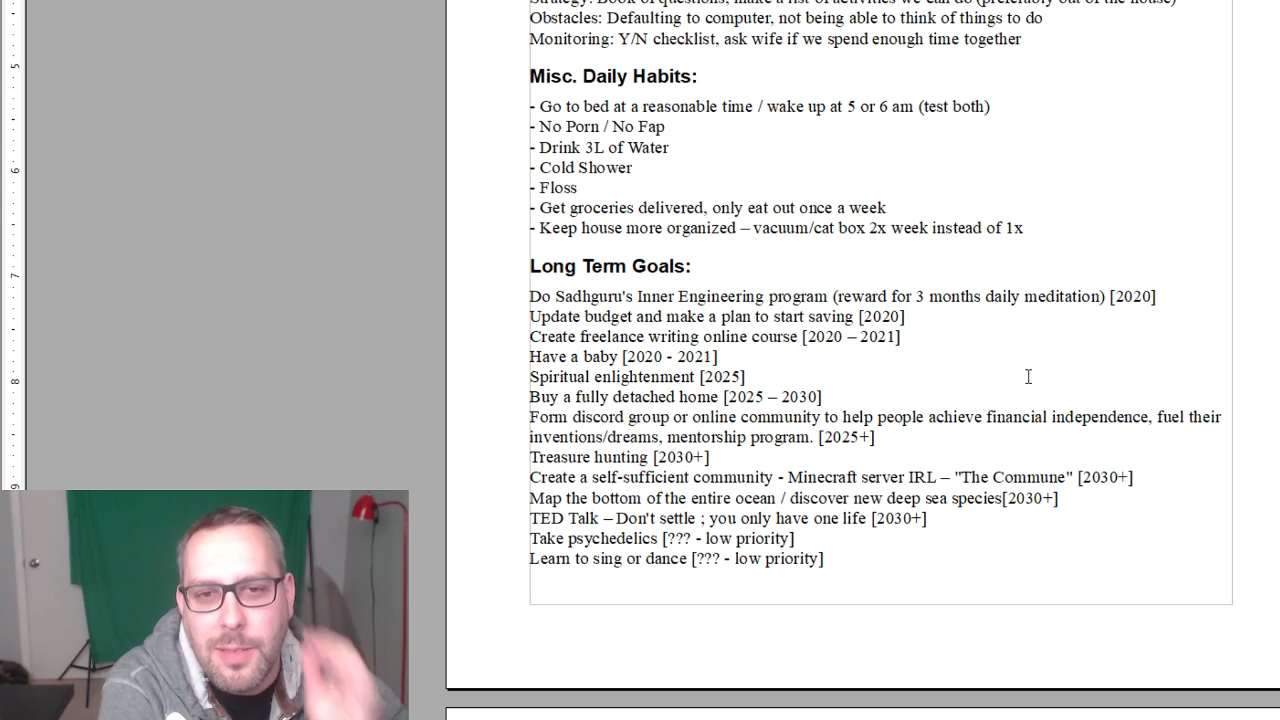 Obstacles: Defaulting to computer, not being able to think of things to do
Monitoring: Y/N checklist, ask wife if we spend enough time together
Misc. Daily Habits:
- Go to bed at a reasonable time / wake up at 5 or 6 am (test both)
- No Porn / No Fap
- Drink 3L of Water
- Cold Shower
- Floss
- Get groceries delivered, only eat out once a week
- Keep house more organized – vacuum/cat box 2x week instead of 1x
Long Term Goals:
Do Sadhguru's Inner Engineering program (reward for 3 months daily meditation) [2020]
Update budget and make a plan to start saving [2020]
Create freelance writing online course [2020 – 2021]
Have a baby [2020 - 2021]
Spiritual enlightenment [2025]
Buy a fully detached home [2025 – 2030]
Form discord group or online community to help people achieve financial independence, fuel their
inventions/dreams, mentorship program. [2025+]
Treasure hunting [2030+]
Create a self-sufficient community - Minecraft server IRL – "The Commune" [2030+]
Map the bottom of the entire ocean / discover new deep sea species[2030+]
TED Talk – Don't settle ; you only have one life [2030+]
Take psychedelics [??? - low priority]
Learn to sing or dance [??? - low priority]
5
6
7
8
9